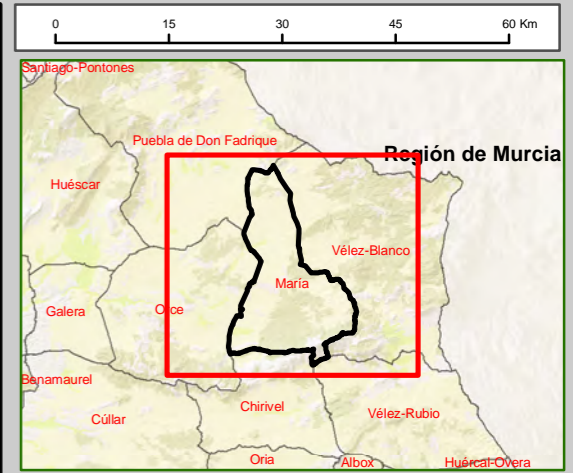 0 15 30 45 60 Km
Santiago-Pontones
Puebla de Don Fadrique
Región de Murcia
Huéscar
Vélez-Blanco
María
Galera
Orce
Benamaurel
Cúllar
Chirivel
Vélez-Rubio
Oria
Albox
Huércal-Overa